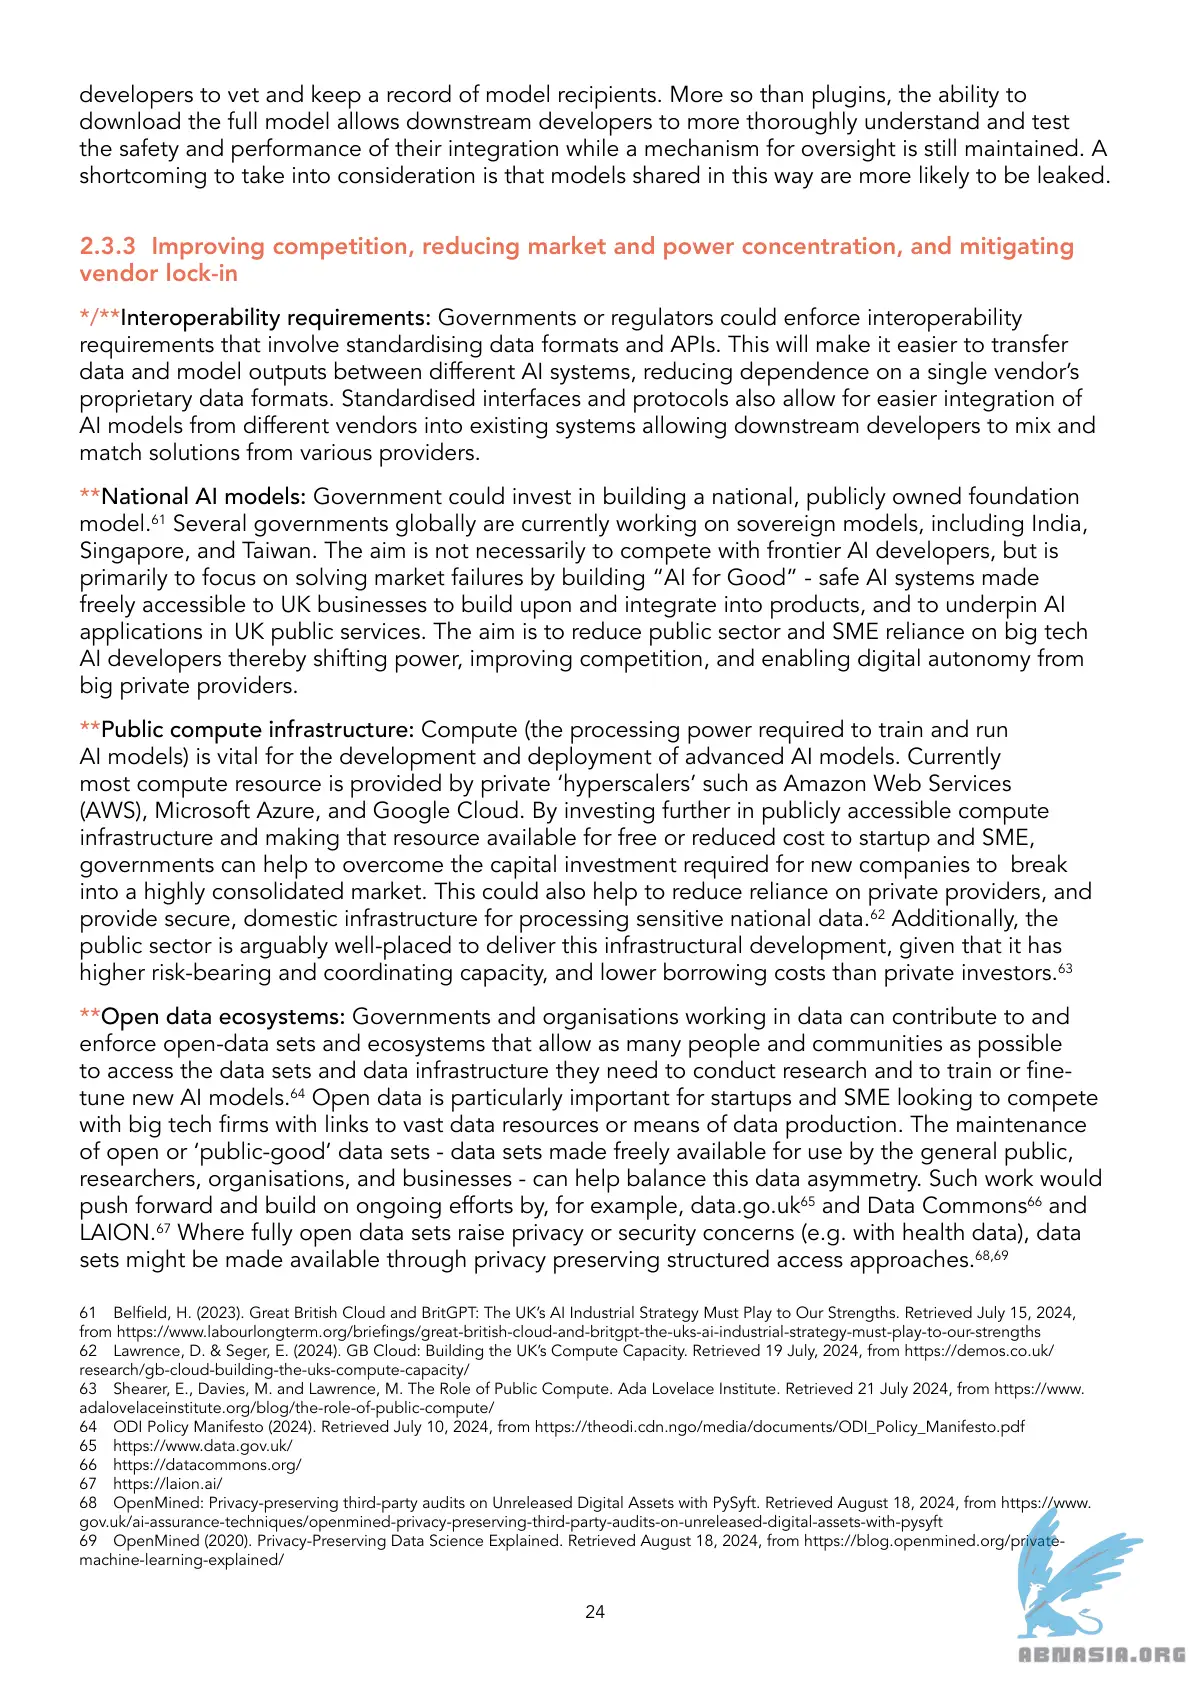 developers to vet and keep a record of model recipients. More so than plugins, the ability to
download the full model allows downstream developers to more thoroughly understand and test
the safety and performance of their integration while a mechanism for oversight is still maintained. A
shortcoming to take into consideration is that models shared in this way are more likely to be leaked.
2.3.3 Improving competition, reducing market and power concentration, and mitigating
vendor lock-in
*/**Interoperability requirements: Governments or regulators could enforce interoperability
requirements that involve standardising data formats and APIs. This will make it easier to transfer
data and model outputs between different AI systems, reducing dependence on a single vendor's
proprietary data formats. Standardised interfaces and protocols also allow for easier integration of
AI models from different vendors into existing systems allowing downstream developers to mix and
match solutions from various providers.
**National AI models: Government could invest in building a national, publicly owned foundation
model.61 Several governments globally are currently working on sovereign models, including India,
Singapore, and Taiwan. The aim is not necessarily to compete with frontier AI developers, but is
primarily to focus on solving market failures by building “AI for Good” - safe AI systems made
freely accessible to UK businesses to build upon and integrate into products, and to underpin AI
applications in UK public services. The aim is to reduce public sector and SME reliance on big tech
AI developers thereby shifting power, improving competition, and enabling digital autonomy from
big private providers.
**Public compute infrastructure: Compute (the processing power required to train and run
AI models) is vital for the development and deployment of advanced AI models. Currently
most compute resource is provided by private ‘hyperscalers’ such as Amazon Web Services
(AWS), Microsoft Azure, and Google Cloud. By investing further in publicly accessible compute
infrastructure and making that resource available for free or reduced cost to startup and SME,
governments can help to overcome the capital investment required for new companies to break
into a highly consolidated market. This could also help to reduce reliance on private providers, and
provide secure, domestic infrastructure for processing sensitive national data.62 Additionally, the
public sector is arguably well-placed to deliver this infrastructural development, given that it has
higher risk-bearing and coordinating capacity, and lower borrowing costs than private investors.63
**Open data ecosystems: Governments and organisations working in data can contribute to and
enforce open-data sets and ecosystems that allow as many people and communities as possible
to access the data sets and data infrastructure they need to conduct research and to train or fine-
tune new AI models.64 Open data is particularly important for startups and SME looking to compete
with big tech firms with links to vast data resources or means of data production. The maintenance
of open or ‘public-good’ data sets - data sets made freely available for use by the general public,
researchers, organisations, and businesses - can help balance this data asymmetry. Such work would
push forward and build on ongoing efforts by, for example, data.go.uk65 and Data Commons66 and
LAION.67 Where fully open data sets raise privacy or security concerns (e.g. with health data), data
sets might be made available through privacy preserving structured access approaches.68,69
61 Belfield, H. (2023). Great British Cloud and BritGPT: The UK's AI Industrial Strategy Must Play to Our Strengths. Retrieved July 15, 2024,
from https://www.labourlongterm.org/briefings/great-british-cloud-and-britgpt-the-uks-ai-industrial-strategy-must-play-to-our-strengths
62 Lawrence, D. & Seger, E. (2024). GB Cloud: Building the UK's Compute Capacity. Retrieved 19 July, 2024, from https://demos.co.uk/
research/gb-cloud-building-the-uks-compute-capacity/
63 Shearer, E., Davies, M. and Lawrence, M. The Role of Public Compute. Ada Lovelace Institute. Retrieved 21 July 2024, from https://www.
adalovelaceinstitute.org/blog/the-role-of-public-compute/
64 ODI Policy Manifesto (2024). Retrieved July 10, 2024, from https://theodi.cdn.ngo/media/documents/ODI_Policy_Manifesto.pdf
65 https://www.data.gov.uk/
66 https://datacommons.org/
67 https://laion.ai/
68 OpenMined: Privacy-preserving third-party audits on Unreleased Digital Assets with PySyft. Retrieved August 18, 2024, from https://www.
gov.uk/ai-assurance-techniques/openmined-privacy-preserving-third-party-audits-on-unreleased-digital-assets-with-pysyft
69 OpenMined (2020). Privacy-Preserving Data Science Explained. Retrieved August 18, 2024, from https://blog.openmined.org/private-
machine-learning-explained/
24
ABNASIA.ORG